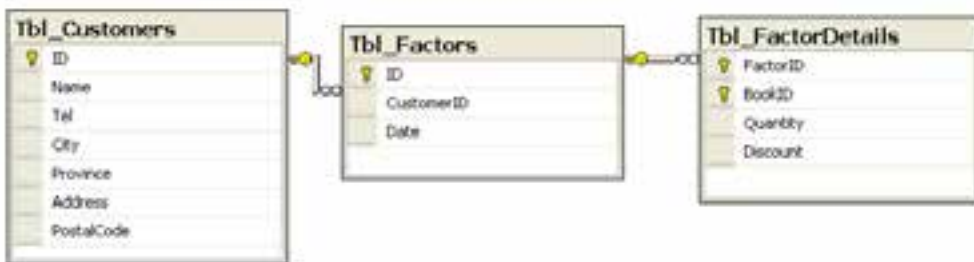 Tbl_Customers
ID
Name
Tel
City
Province
Address
PostalCode
Tbl_Factors
ID
CustomerID
Date
Tbl_FactorDetails
FactorID
BookID
Quantity
Discount